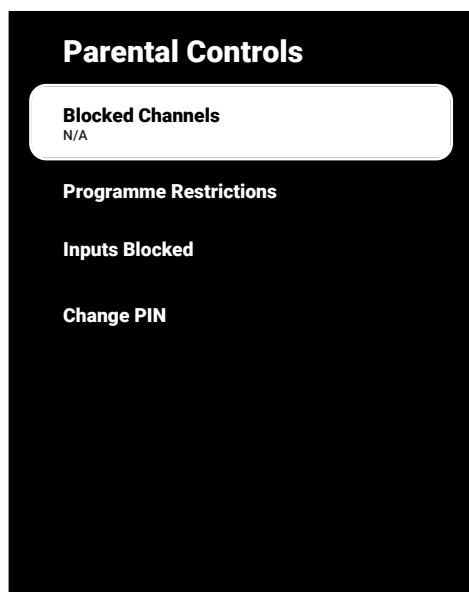 Parental Controls
Blocked Channels
N/A
Programme Restrictions
Inputs Blocked
Change PIN